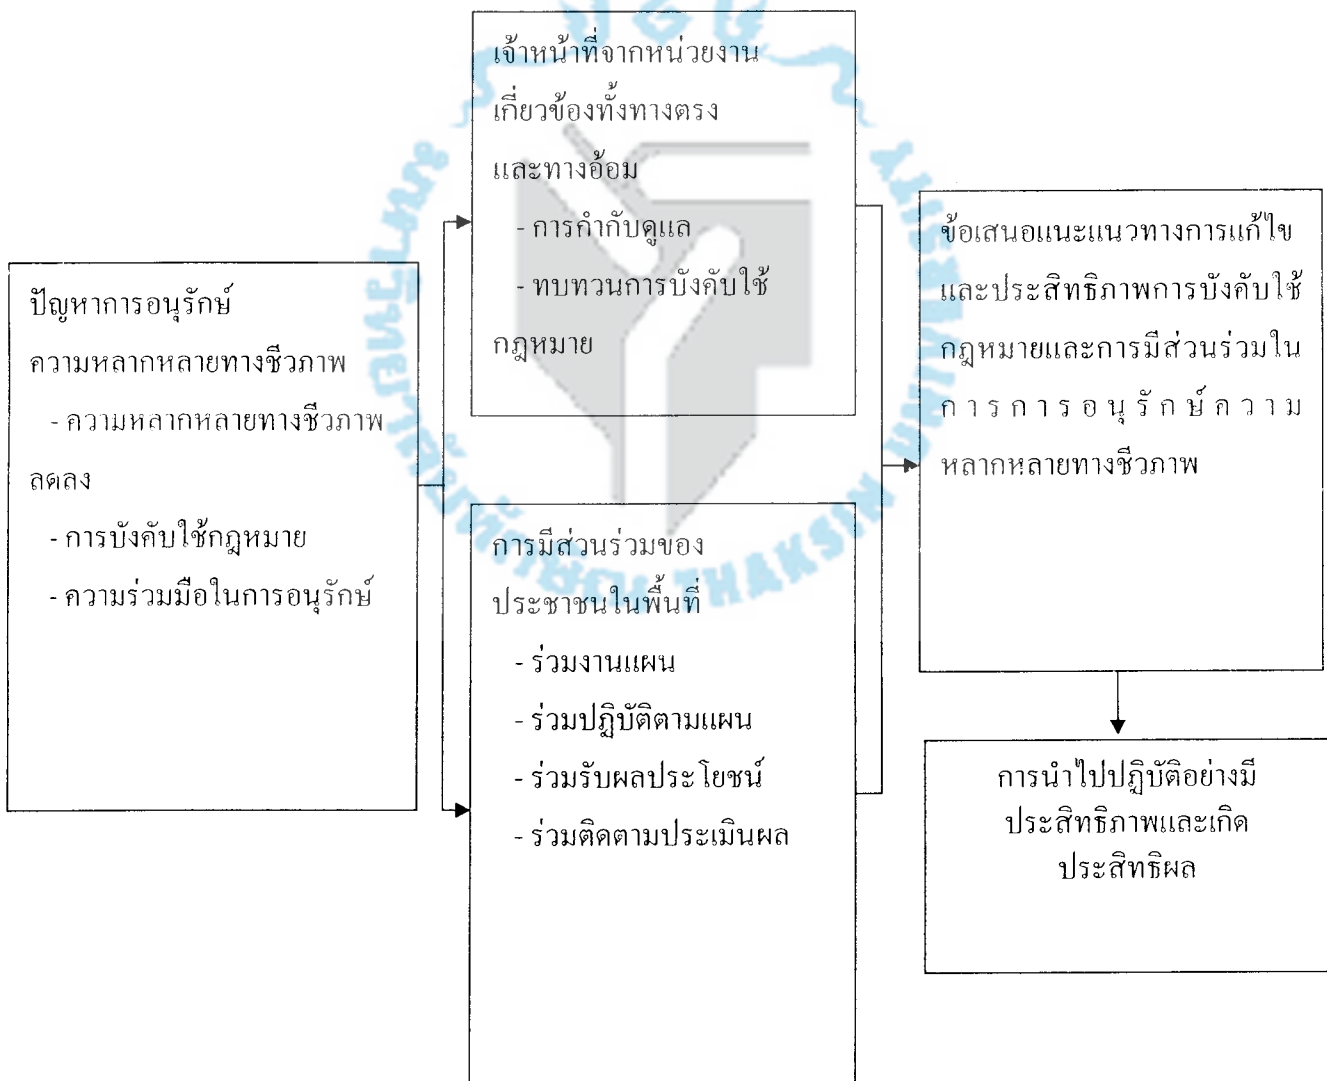 ปัญหาการอนุรักษ์
ความหลากหลายทางชีวภาพ
- ความหลากหลายทางชีวภาพ
ลดลง
- การบังคับใช้กฎหมาย
- ความร่วมมือในการอนุรักษ์
เจ้าหน้าที่จากหน่วยงาน
เกี่ยวข้องทั้งทางตรง
และทางอ้อม
- การกำกับดูแล
- ทบทวนการบังคับใช้
กฎหมาย
การมีส่วนร่วมของ
ประชาชนในพื้นที่
- ร่วมงานแผน
- ร่วมปฏิบัติตามแผน
- ร่วมรับผลประโยชน์
- ร่วมติดตามประเมินผล
ข้อเสนอแนะแนวทางการแก้ไข
และประสิทธิภาพการบังคับใช้
กฎหมายและการมีส่วนร่วมใน
การการอนุรักษ์ความ
หลากหลายทางชีวภาพ
การนำไปปฏิบัติอย่างมี
ประสิทธิภาพและเกิด
ประสิทธิผล
มหาวิทยาลัยทักษิณ
THAKSIN UNIVERSITY